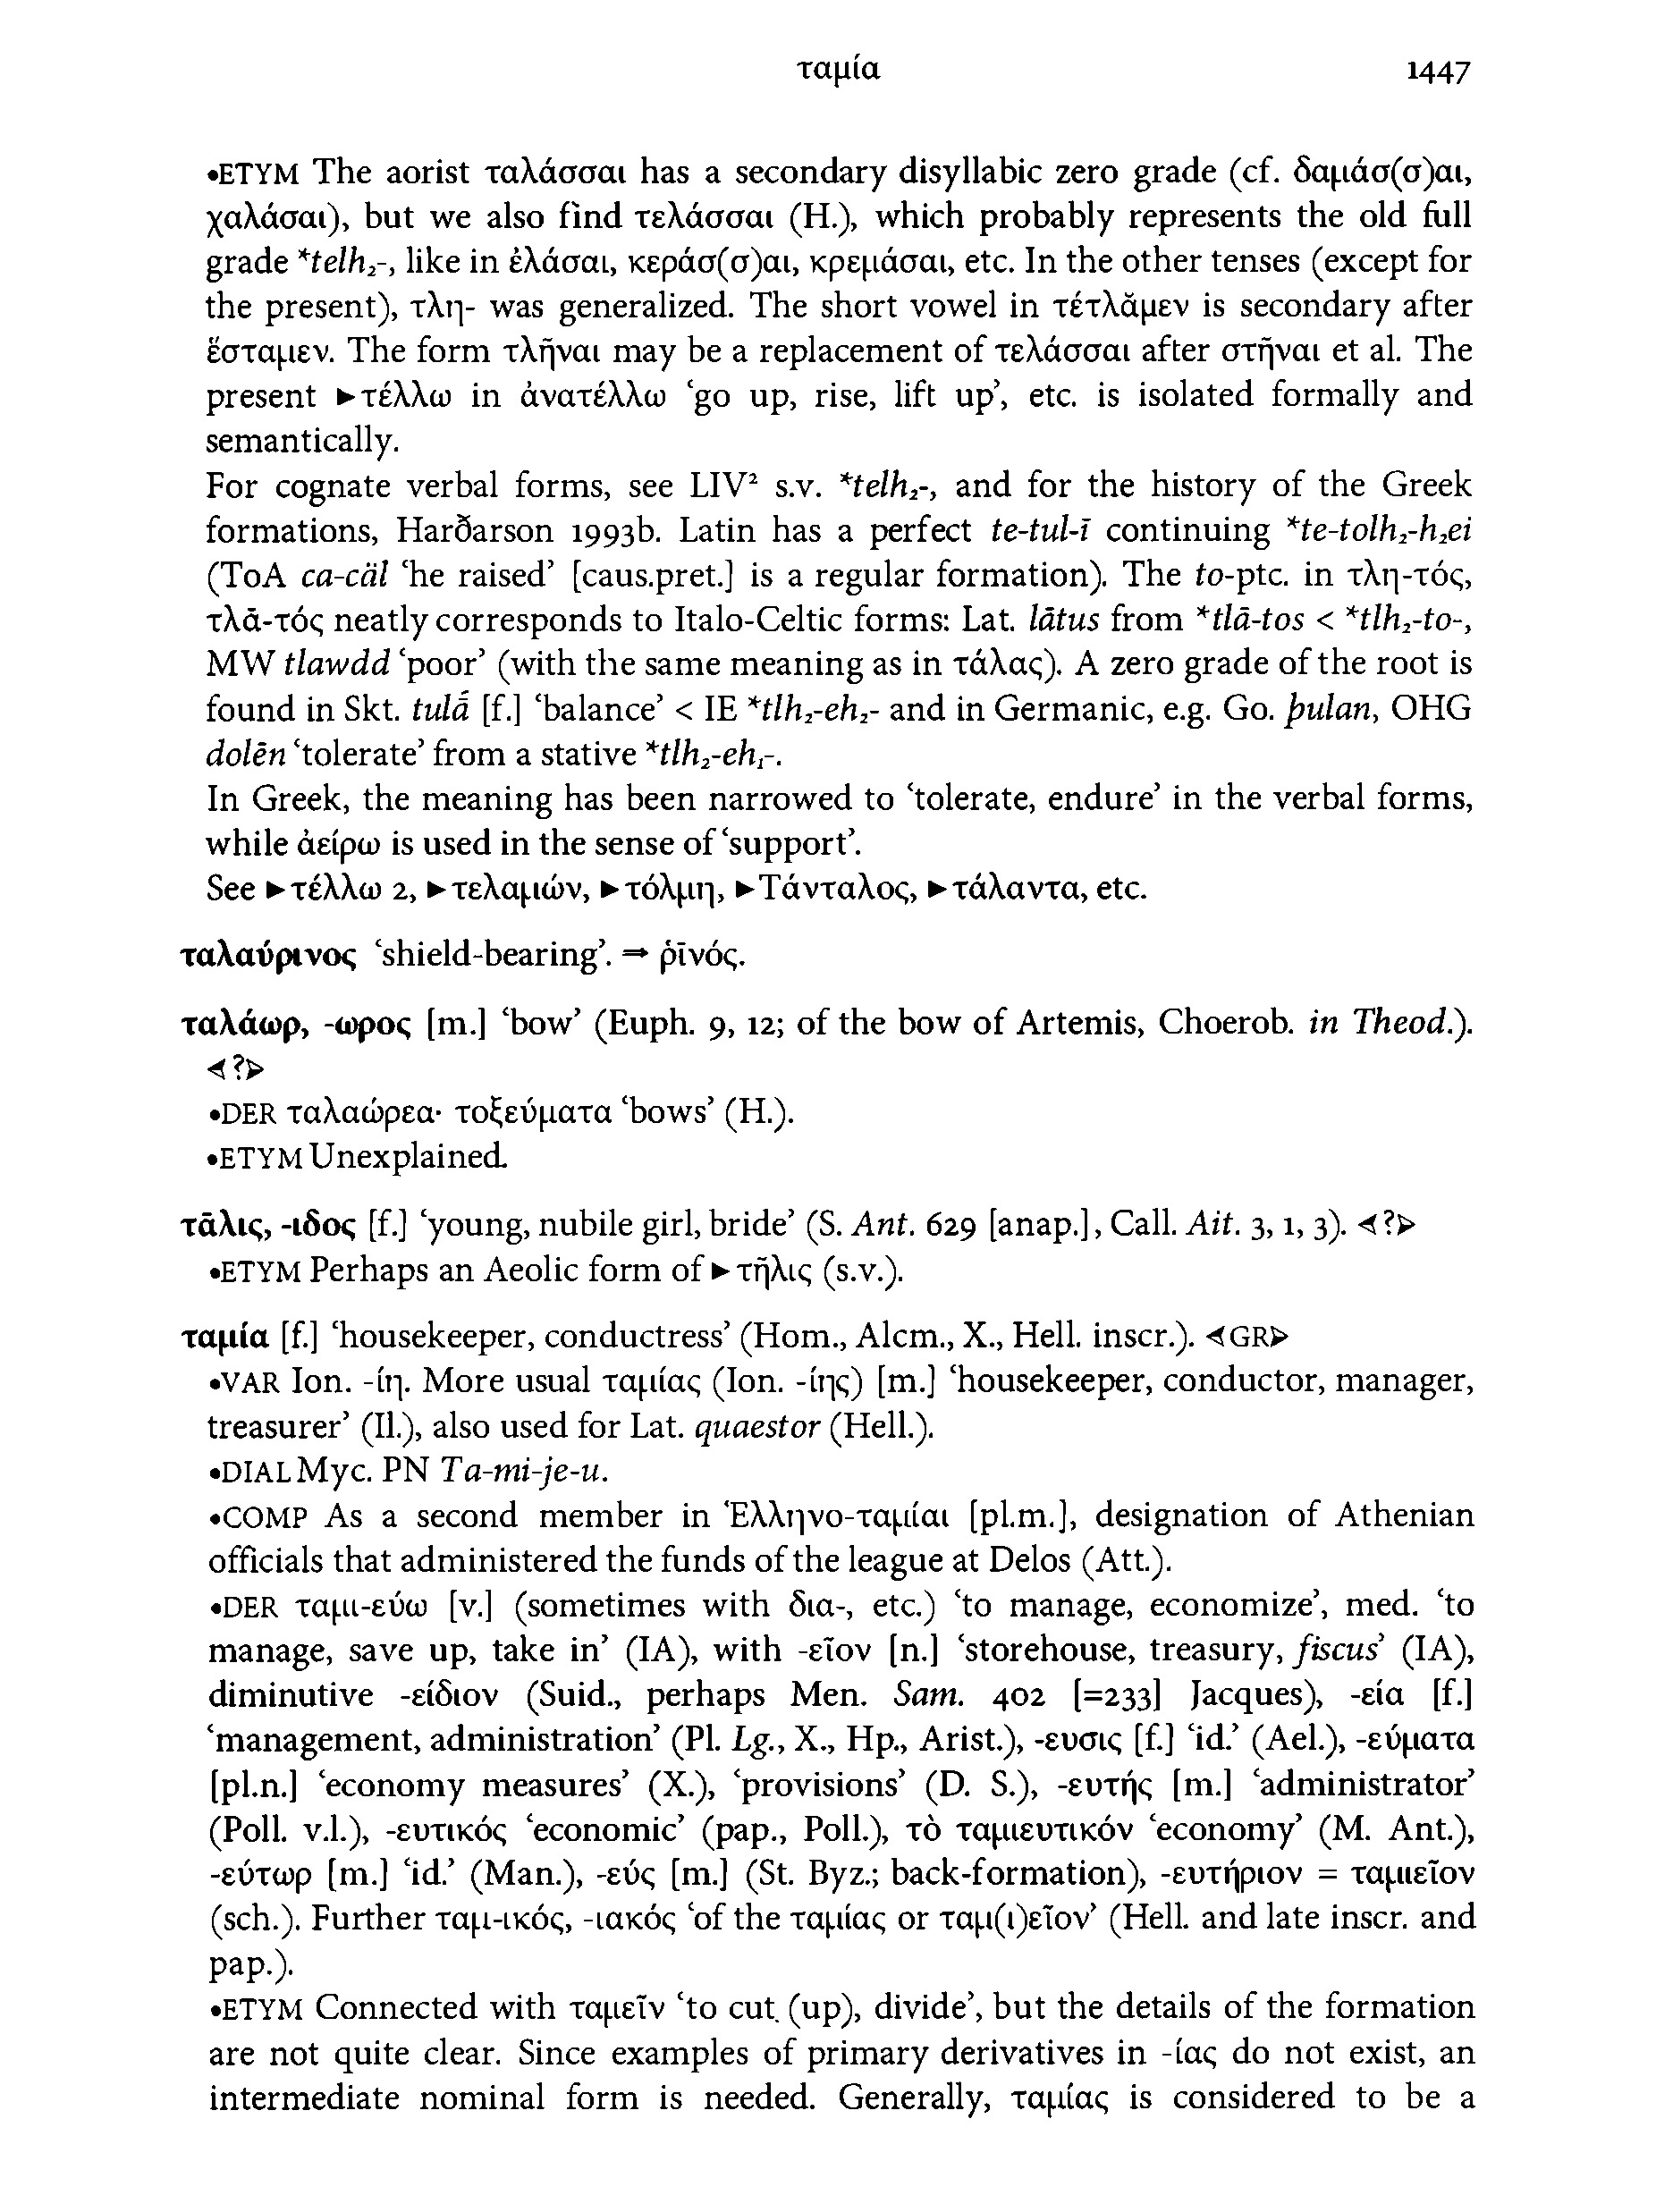 ταμία 1447
•ETYM The aorist ταλάσσαι has a secondary disyllabic zero grade (cf. δαμάσ(σ)αι,
χαλάσαι), but we also find τελάσσαι (H.), which probably represents the old full
grade *telh₂-, like in ἐλάσαι, κεράσ(σ)αι, κρεμάσαι, etc. In the other tenses (except for
the present), τλη- was generalized. The short vowel in τέτλᾰμεν is secondary after
ἕσταμεν. The form τλῆναι may be a replacement of τελάσσαι after στῆναι et al. The
present ►τέλλω in ἀνατέλλω ‘go up, rise, lift up’, etc. is isolated formally and
semantically.
For cognate verbal forms, see LIV² s.v. *telh₂-, and for the history of the Greek
formations, Harðarson 1993b. Latin has a perfect te-tul-ī continuing *te-tolh₂-h₂ei
(ToA ca-cäl ‘he raised’ [caus.pret.] is a regular formation). The to-ptc. in τλη-τός,
τλᾱ-τός neatly corresponds to Italo-Celtic forms: Lat. lātus from *tlā-tos < *tlh₂-to-,
MW tlawdd ‘poor’ (with the same meaning as in τάλας). A zero grade of the root is
found in Skt. tulā́ [f.] ‘balance’ < IE *tlh₂-eh₂- and in Germanic, e.g. Go. þulan, OHG
dolēn ‘tolerate’ from a stative *tlh₂-eh₁-.
In Greek, the meaning has been narrowed to ‘tolerate, endure’ in the verbal forms,
while ἀείρω is used in the sense of ‘support’.
See ►τέλλω 2, ►τελαμών, ►τόλμη, ►Τάνταλος, ►τάλαντα, etc.
ταλαύρινος ‘shield-bearing’. ⇒ ῥῑνός.
ταλάωρ, -ωρος [m.] ‘bow’ (Euph. 9, 12; of the bow of Artemis, Choerob. in Theod.).
⊲?⊳
•DER ταλαώρεα· τοξεύματα ‘bows’ (H.).
•ETYM Unexplained.
τᾶλις, -ιδος [f.] ‘young, nubile girl, bride’ (S. Ant. 629 [anap.], Call. Ait. 3, 1, 3). ⊲?⊳
•ETYM Perhaps an Aeolic form of ►τῆλις (s.v.).
ταμία [f.] ‘housekeeper, conductress’ (Hom., Alcm., X., Hell. inscr.). ⊲GR⊳
•VAR Ion. -ίη. More usual ταμίας (Ion. -ίης) [m.] ‘housekeeper, conductor, manager,
treasurer’ (Il.), also used for Lat. quaestor (Hell.).
•DIAL Myc. PN Ta-mi-je-u.
•COMP As a second member in Ἑλληνο-ταμίαι [pl.m.], designation of Athenian
officials that administered the funds of the league at Delos (Att.).
•DER ταμι-εύω [v.] (sometimes with δια-, etc.) ‘to manage, economize’, med. ‘to
manage, save up, take in’ (IA), with -εῖον [n.] ‘storehouse, treasury, fiscus’ (IA),
diminutive -είδιον (Suid., perhaps Men. Sam. 402 [=233] Jacques), -εία [f.]
‘management, administration’ (Pl. Lg., X., Hp., Arist.), -ευσις [f.] ‘id.’ (Ael.), -εύματα
[pl.n.] ‘economy measures’ (X.), ‘provisions’ (D. S.), -ευτής [m.] ‘administrator’
(Poll. v.l.), -ευτικός ‘economic’ (pap., Poll.), τὸ ταμιευτικόν ‘economy’ (M. Ant.),
-εύτωρ [m.] ‘id.’ (Man.), -εύς [m.] (St. Byz.; back-formation), -ευτήριον = ταμιεῖον
(sch.). Further ταμ-ικός, -ιακός ‘of the ταμίας or ταμ(ι)εῖον’ (Hell. and late inscr. and
pap.).
•ETYM Connected with ταμεῖν ‘to cut (up), divide’, but the details of the formation
are not quite clear. Since examples of primary derivatives in -ίας do not exist, an
intermediate nominal form is needed. Generally, ταμίας is considered to be a